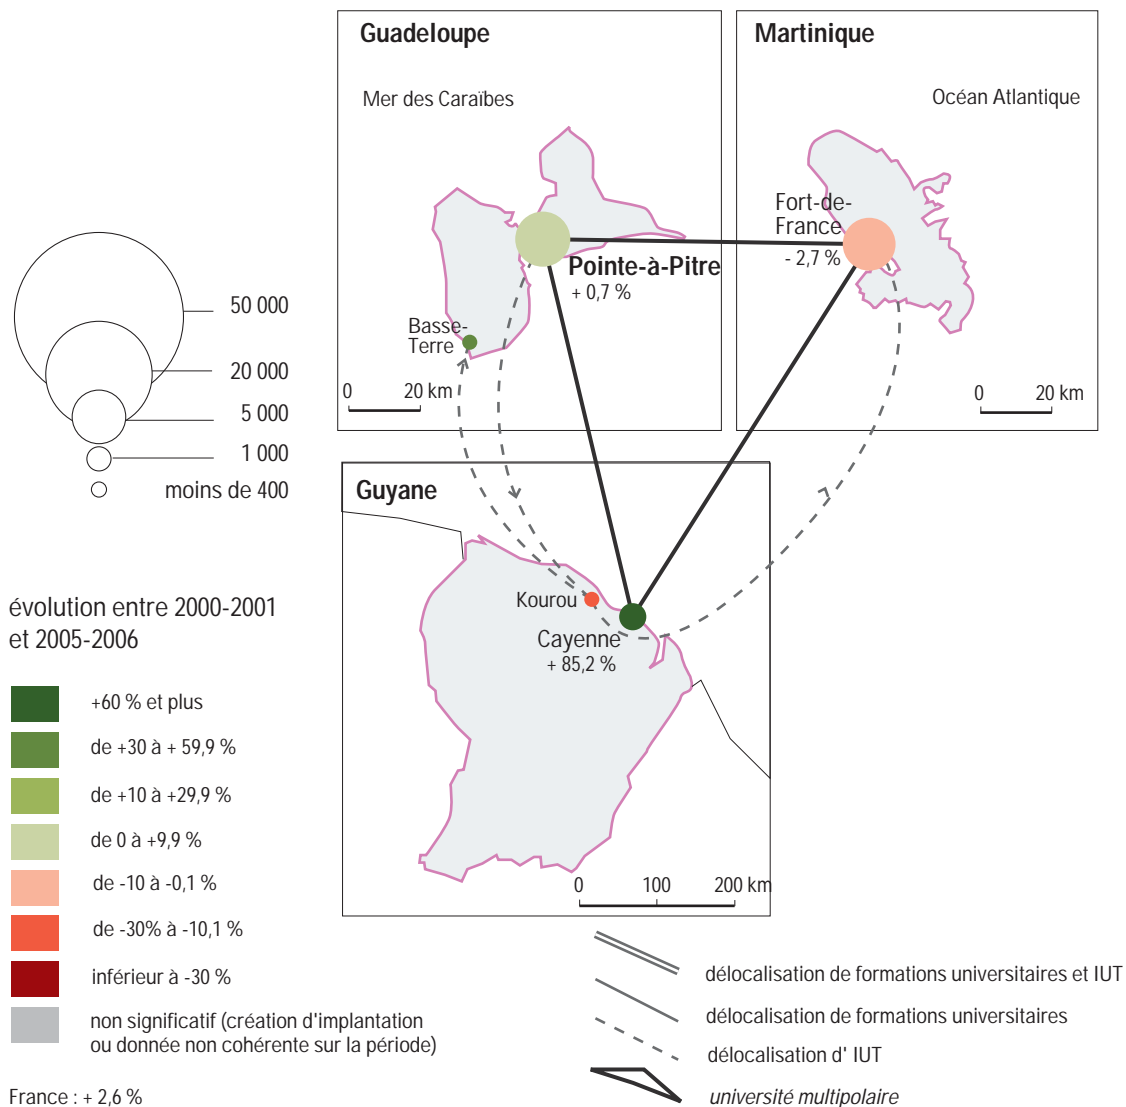 Guadeloupe
Mer des Caraïbes
Pointe-à-Pitre
+ 0,7 %
Basse-
Terre
0 20 km
Martinique
Océan Atlantique
Fort-de-
France
- 2,7 %
0 20 km
50 000
20 000
5 000
1 000
moins de 400
Guyane
Kourou
Cayenne
+ 85,2 %
0 100 200 km
évolution entre 2000-2001
et 2005-2006
+60 % et plus
de +30 à + 59,9 %
de +10 à +29,9 %
de 0 à +9,9 %
de -10 à -0,1 %
de -30% à -10,1 %
inférieur à -30 %
non significatif (création d'implantation
ou donnée non cohérente sur la période)
France : + 2,6 %
délocalisation de formations universitaires et IUT
délocalisation de formations universitaires
délocalisation d' IUT
université multipolaire